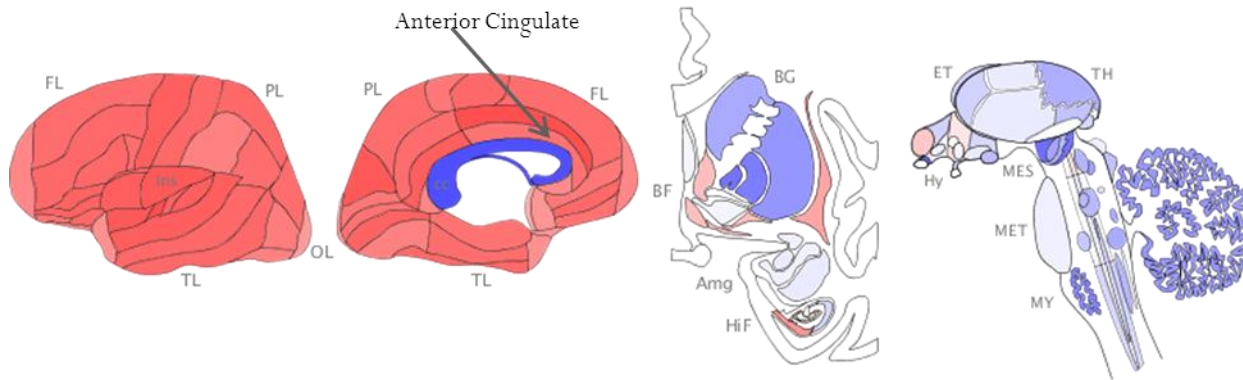 Anterior Cingulate
FL
PL
Ins
TL
OL
PL
FL
cc
TL
BG
BF
Amg
HiF
ET
TH
Hy
MES
MET
MY